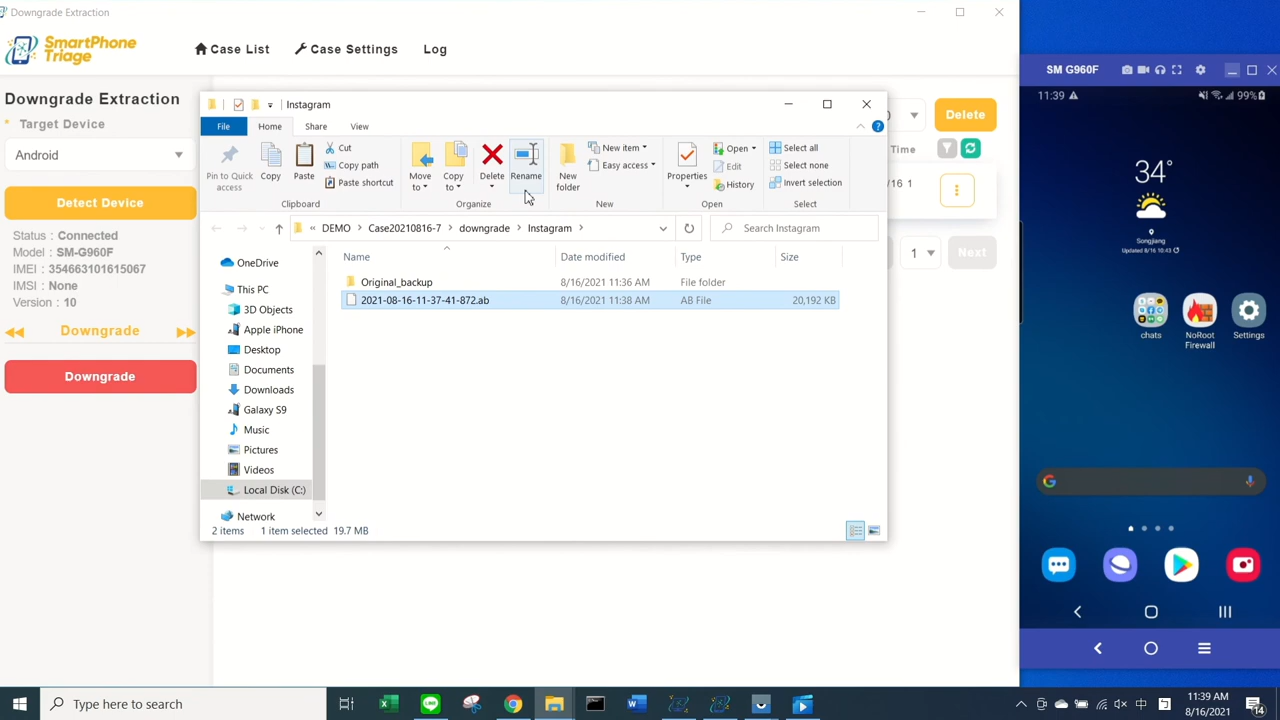 Downgrade Extraction
SmartPhone
Triage
Case List
Case Settings
Log
Downgrade Extraction
* Target Device
Android
Detect Device
Status : Connected
Model : SM-G960F
IMEI : 354663101615067
IMSI : None
Version : 10
Downgrade
Downgrade
Delete
Time
/16 1
1
Next
Instagram
File
Home
Share
View
Pin to Quick
access
Copy
Paste
Cut
Copy path
Paste shortcut
Clipboard
Move
to
Copy
to
Delete
Rename
Organize
New
folder
New item
Easy access
New
Properties
Open
Edit
History
Open
Select all
Select none
Invert selection
Select
« DEMO > Case20210816-7 > downgrade > Instagram >
Search Instagram
OneDrive
This PC
3D Objects
Apple iPhone
Desktop
Documents
Downloads
Galaxy S9
Music
Pictures
Videos
Local Disk (C:)
Network
Name
Date modified
Type
Size
Original_backup 8/16/2021 11:36 AM File folder
2021-08-16-11-37-41-872.ab 8/16/2021 11:38 AM AB File 20,192 KB
2 items 1 item selected 19.7 MB
SM G960F
11:39
99%
34°
Songjiang
Updated 8/16 10:43
chats
NoRoot
Firewall
Settings
Type here to search
11:39 AM
8/16/2021
14